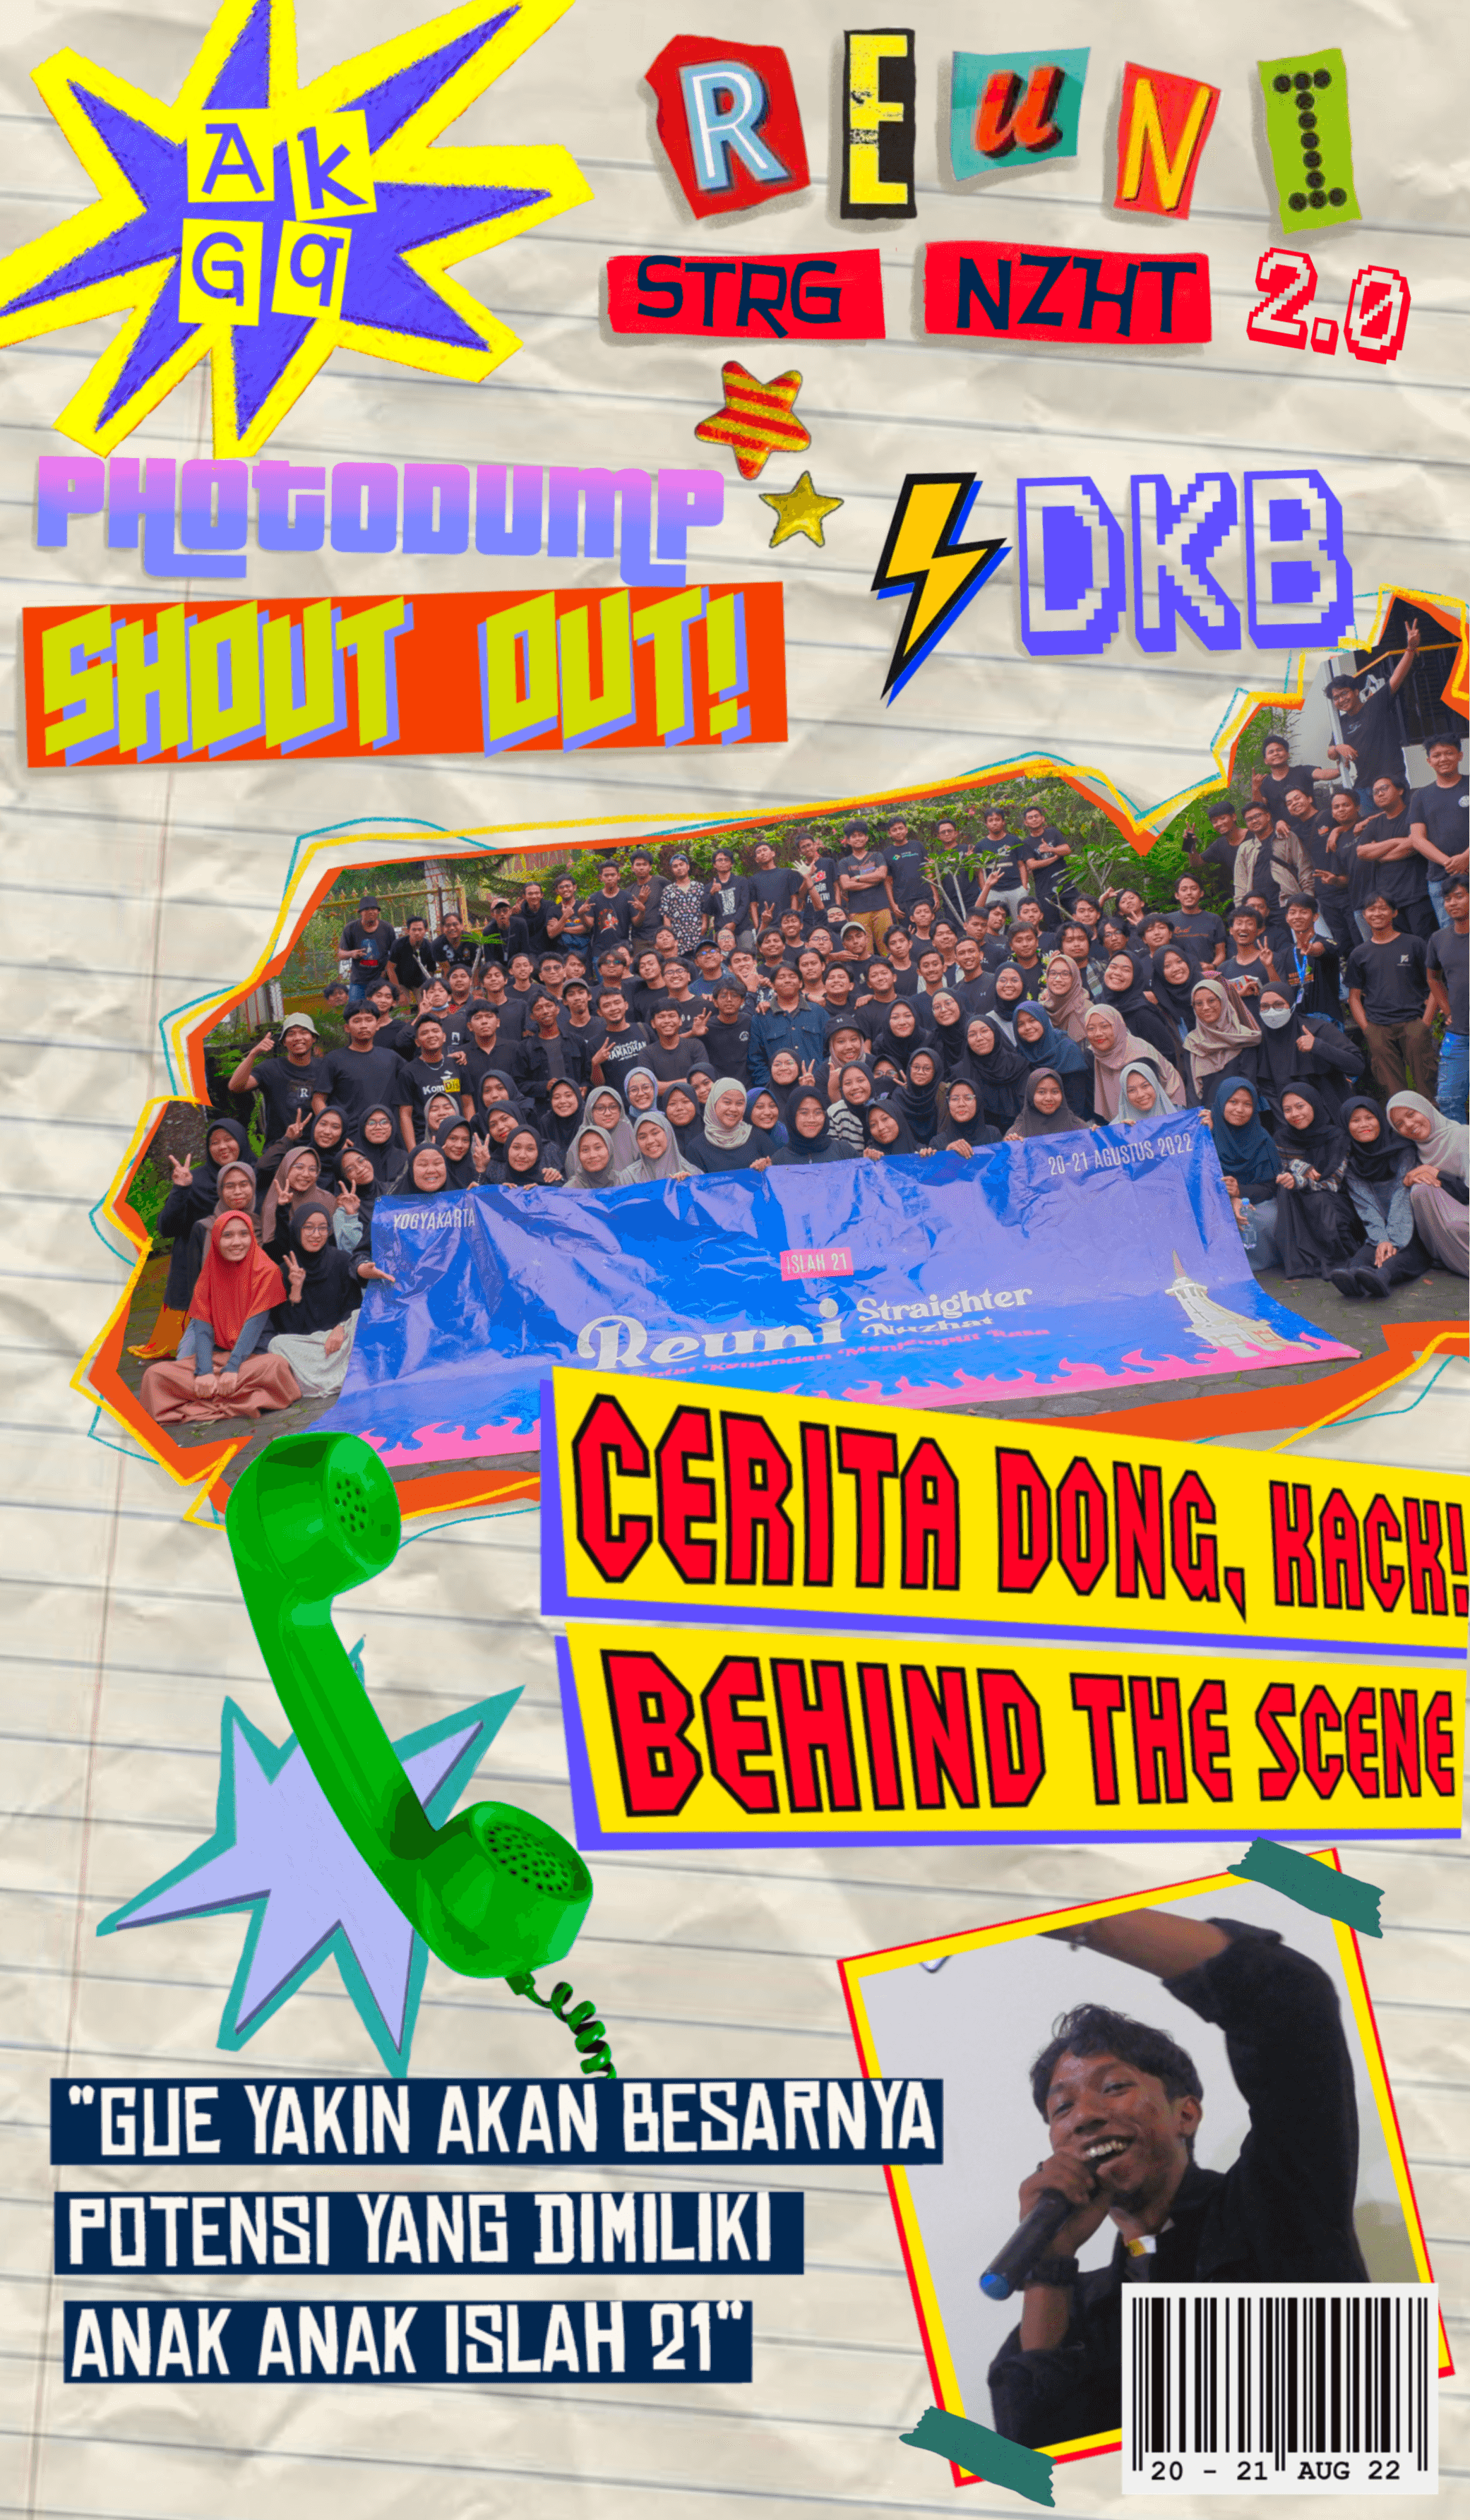 Ak
Gq
REuNI
STRG NZHT 2.0
PHOTODUMP
SHOUT OUT!
DKB
20-21 AGUSTUS 2022
YOGYAKARTA
ISLAH 21
Reuni Straighter
Nuzhat
CERITA DONG, KACK!
BEHIND THE SCENE
"GUE YAKIN AKAN BESARNYA
POTENSI YANG DIMILIKI
ANAK ANAK ISLAH 21"
20 - 21 AUG 22